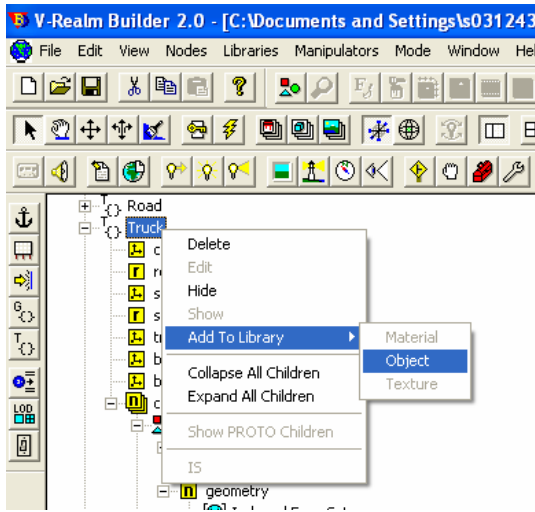 V-Realm Builder 2.0 - [C:\Documents and Settings\s031243
File Edit View Nodes Libraries Manipulators Mode Window Hel
Road
Truck
Delete
Edit
Hide
Show
Add To Library
Material
Object
Texture
Collapse All Children
Expand All Children
Show PROTO Children
IS
geometry